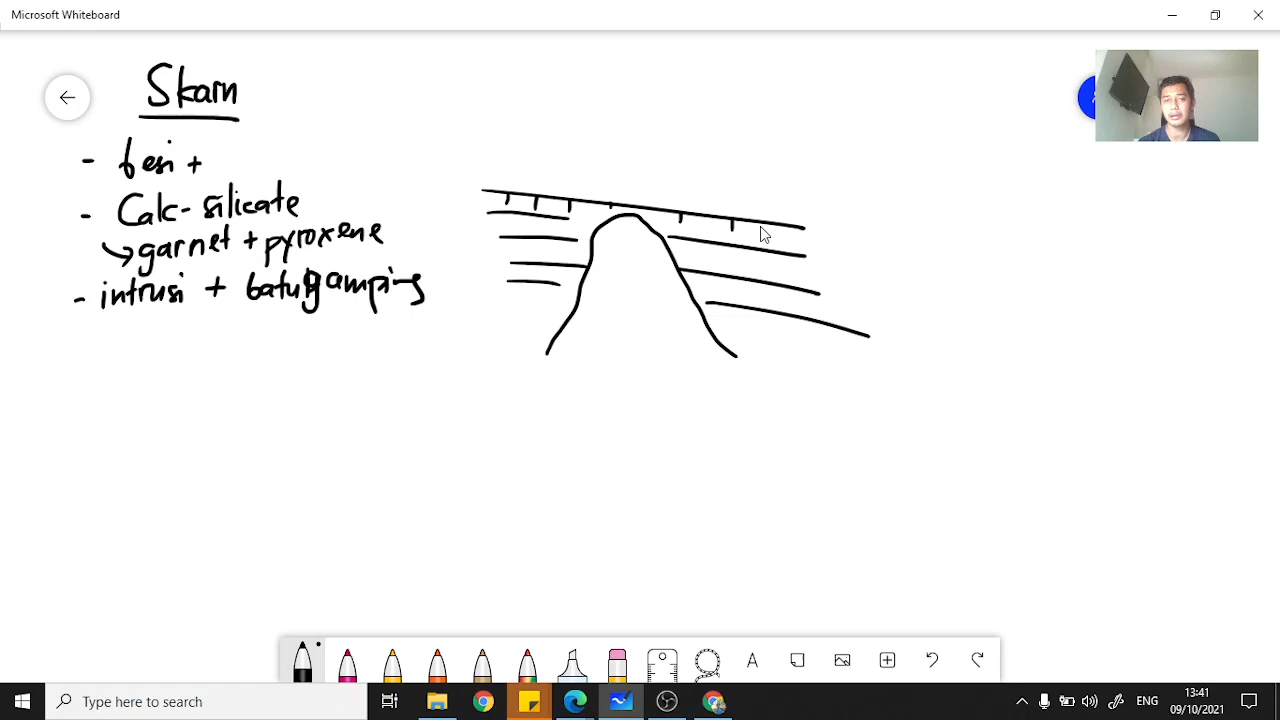 Microsoft Whiteboard
Skarn
- besi +
- Calc-silicate
↳ garnet + pyroxene
- intrusi + batugamping
A
Type here to search
ENG
13:41
09/10/2021